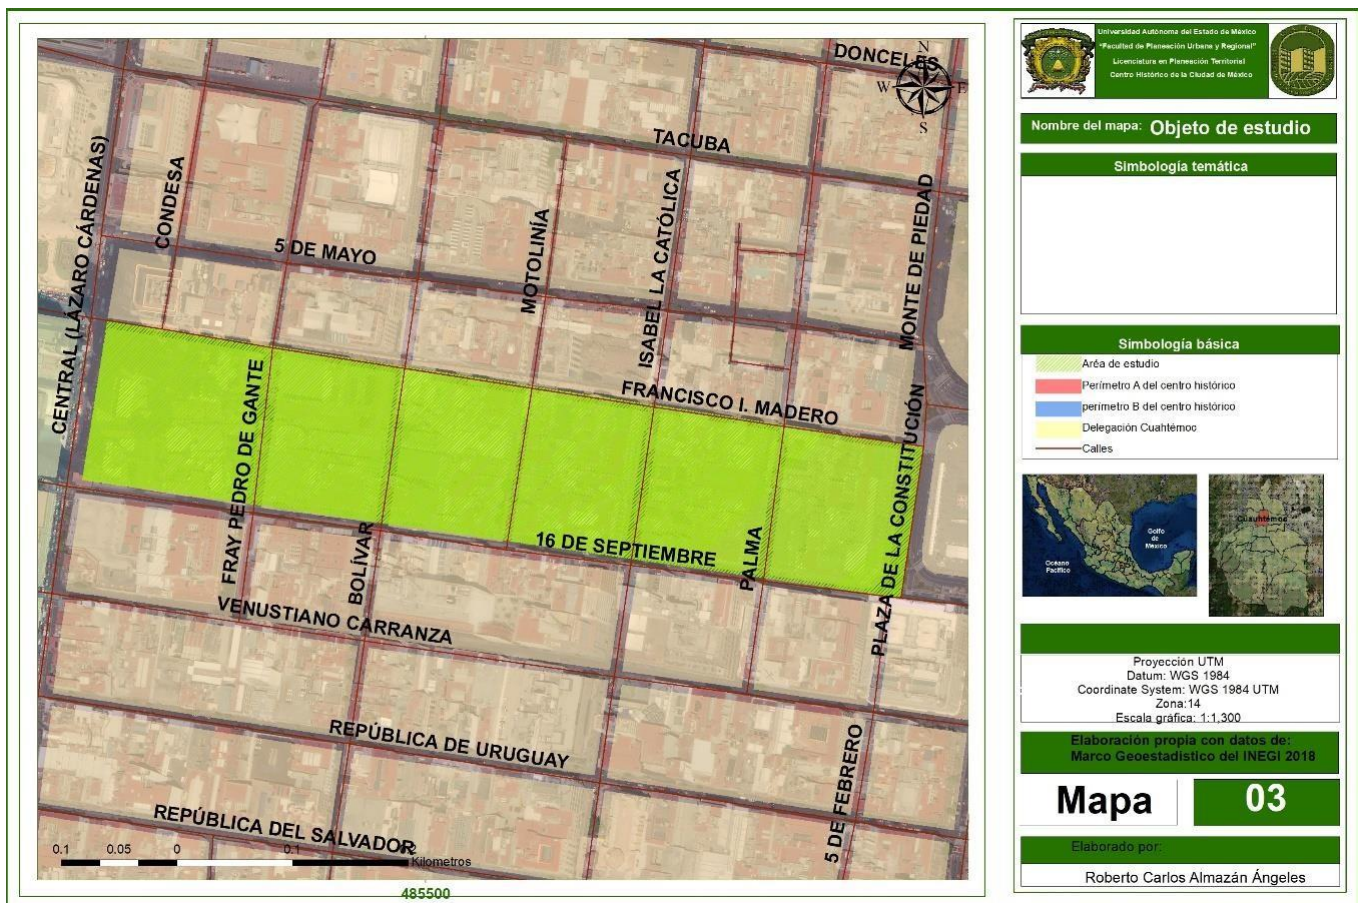 DONCELES
N
W
E
S
TACUBA
CENTRAL (LÁZARO CÁRDENAS)
CONDESA
5 DE MAYO
MOTOLINÍA
ISABEL LA CATÓLICA
MONTE DE PIEDAD
FRANCISCO I. MADERO
FRAY PEDRO DE GANTE
BOLÍVAR
16 DE SEPTIEMBRE
PALMA
PLAZA DE LA CONSTITUCIÓN
VENUSTIANO CARRANZA
REPÚBLICA DE URUGUAY
5 DE FEBRERO
REPÚBLICA DEL SALVADOR
0.1 0.05 0 0.1
Kilometros
485500
Universidad Autónoma del Estado de México
"Facultad de Planeación Urbana y Regional"
Licenciatura en Planeación Territorial
Centro Histórico de la Ciudad de México
Nombre del mapa: Objeto de estudio
Simbología temática
Simbología básica
Aréa de estudio
Perímetro A del centro histórico
perímetro B del centro histórico
Delegación Cuahtémoc
Calles
Golfo
de
México
Océano
Pacífico
Cuauhtémoc
Proyección UTM
Datum: WGS 1984
Coordinate System: WGS 1984 UTM
Zona:14
Escala gráfica: 1:1,300
Elaboración propia con datos de:
Marco Geoestadistico del INEGI 2018
Mapa 03
Elaborado por:
Roberto Carlos Almazán Ángeles